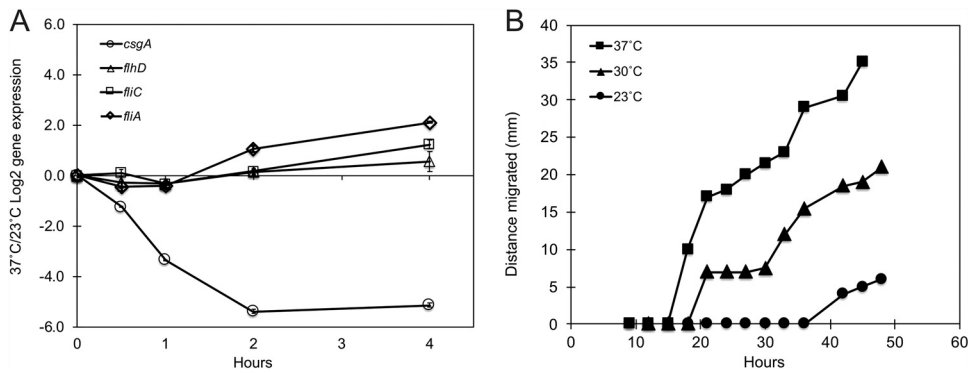 A
6.0
4.0
2.0
0.0
-2.0
-4.0
-6.0
37˚C/23˚C Log2 gene expression
csgA
flhD
fliC
fliA
0
1
2
3
4
Hours
B
40
35
30
25
20
15
10
5
0
Distance migrated (mm)
37˚C
30˚C
23˚C
0
10
20
30
40
50
60
Hours